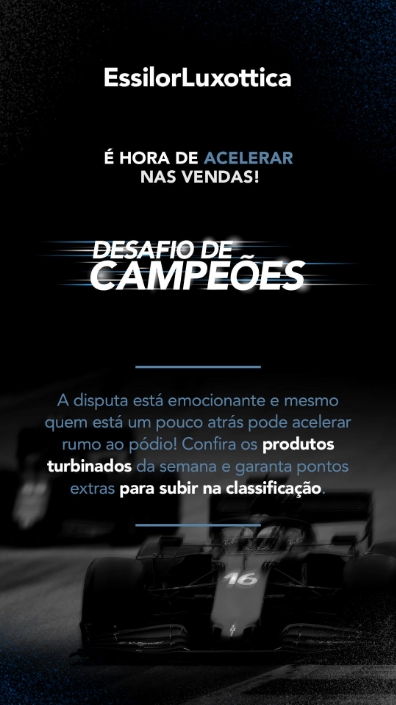 EssilorLuxottica
É HORA DE ACELERAR
NAS VENDAS!
DESAFIO DE
CAMPEÕES
A disputa está emocionante e mesmo
quem está um pouco atrás pode acelerar
rumo ao pódio! Confira os produtos
turbinados da semana e garanta pontos
extras para subir na classificação.
16